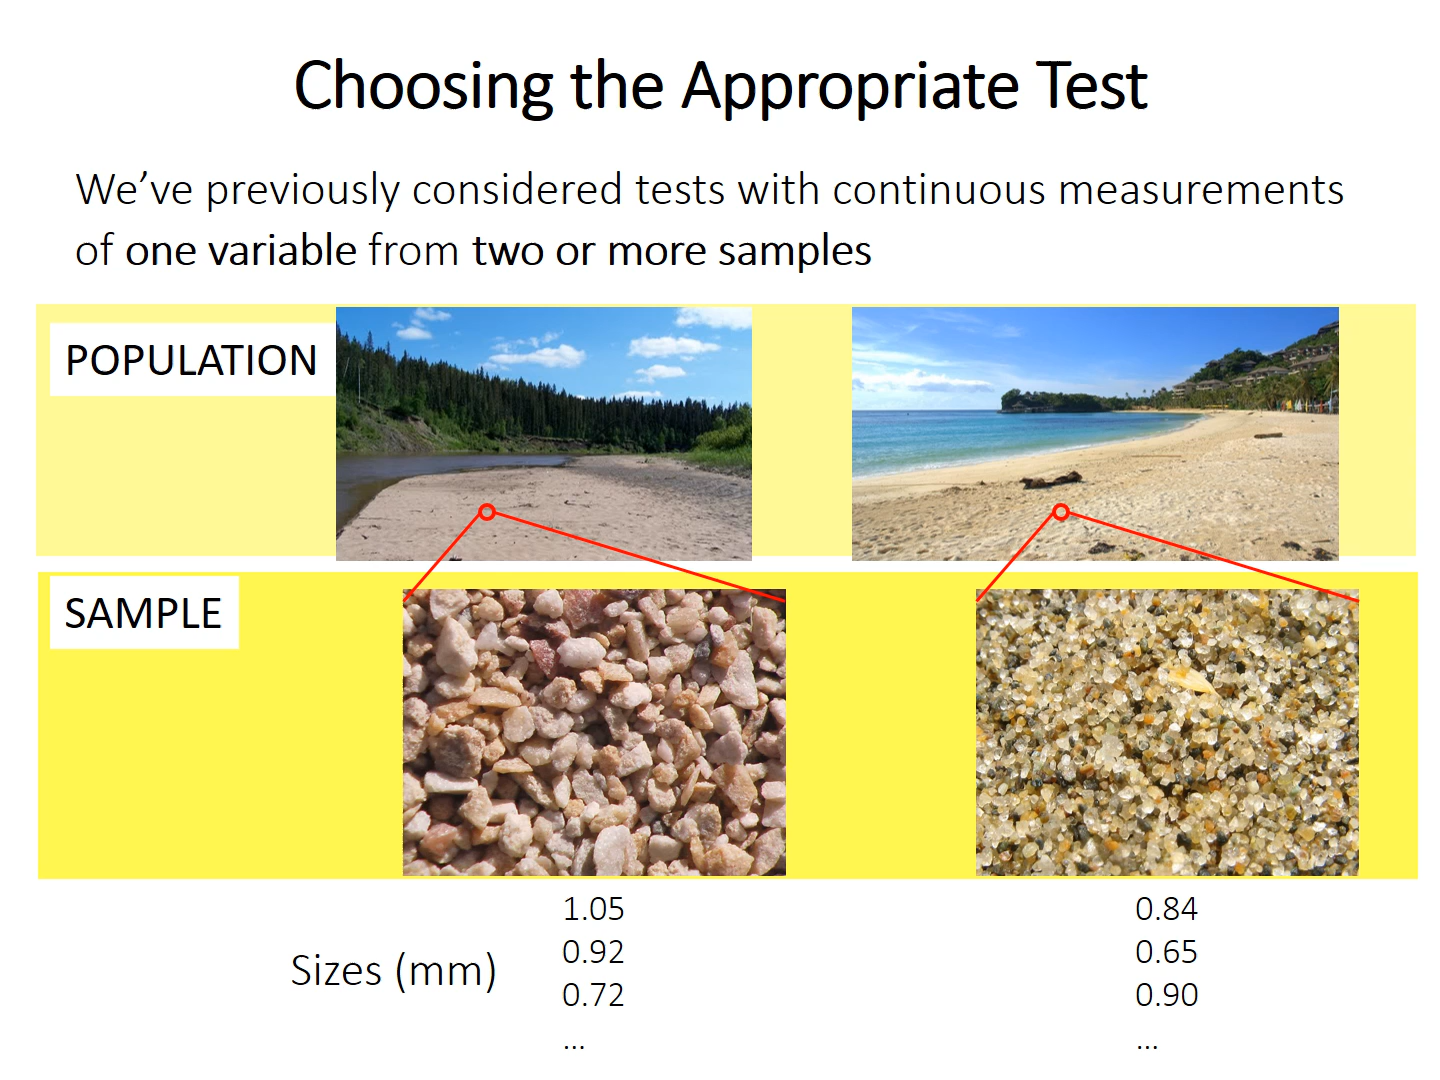 Choosing the Appropriate Test
We’ve previously considered tests with continuous measurements
of one variable from two or more samples
POPULATION
SAMPLE
Sizes (mm)
1.05
0.92
0.72
...
0.84
0.65
0.90
...